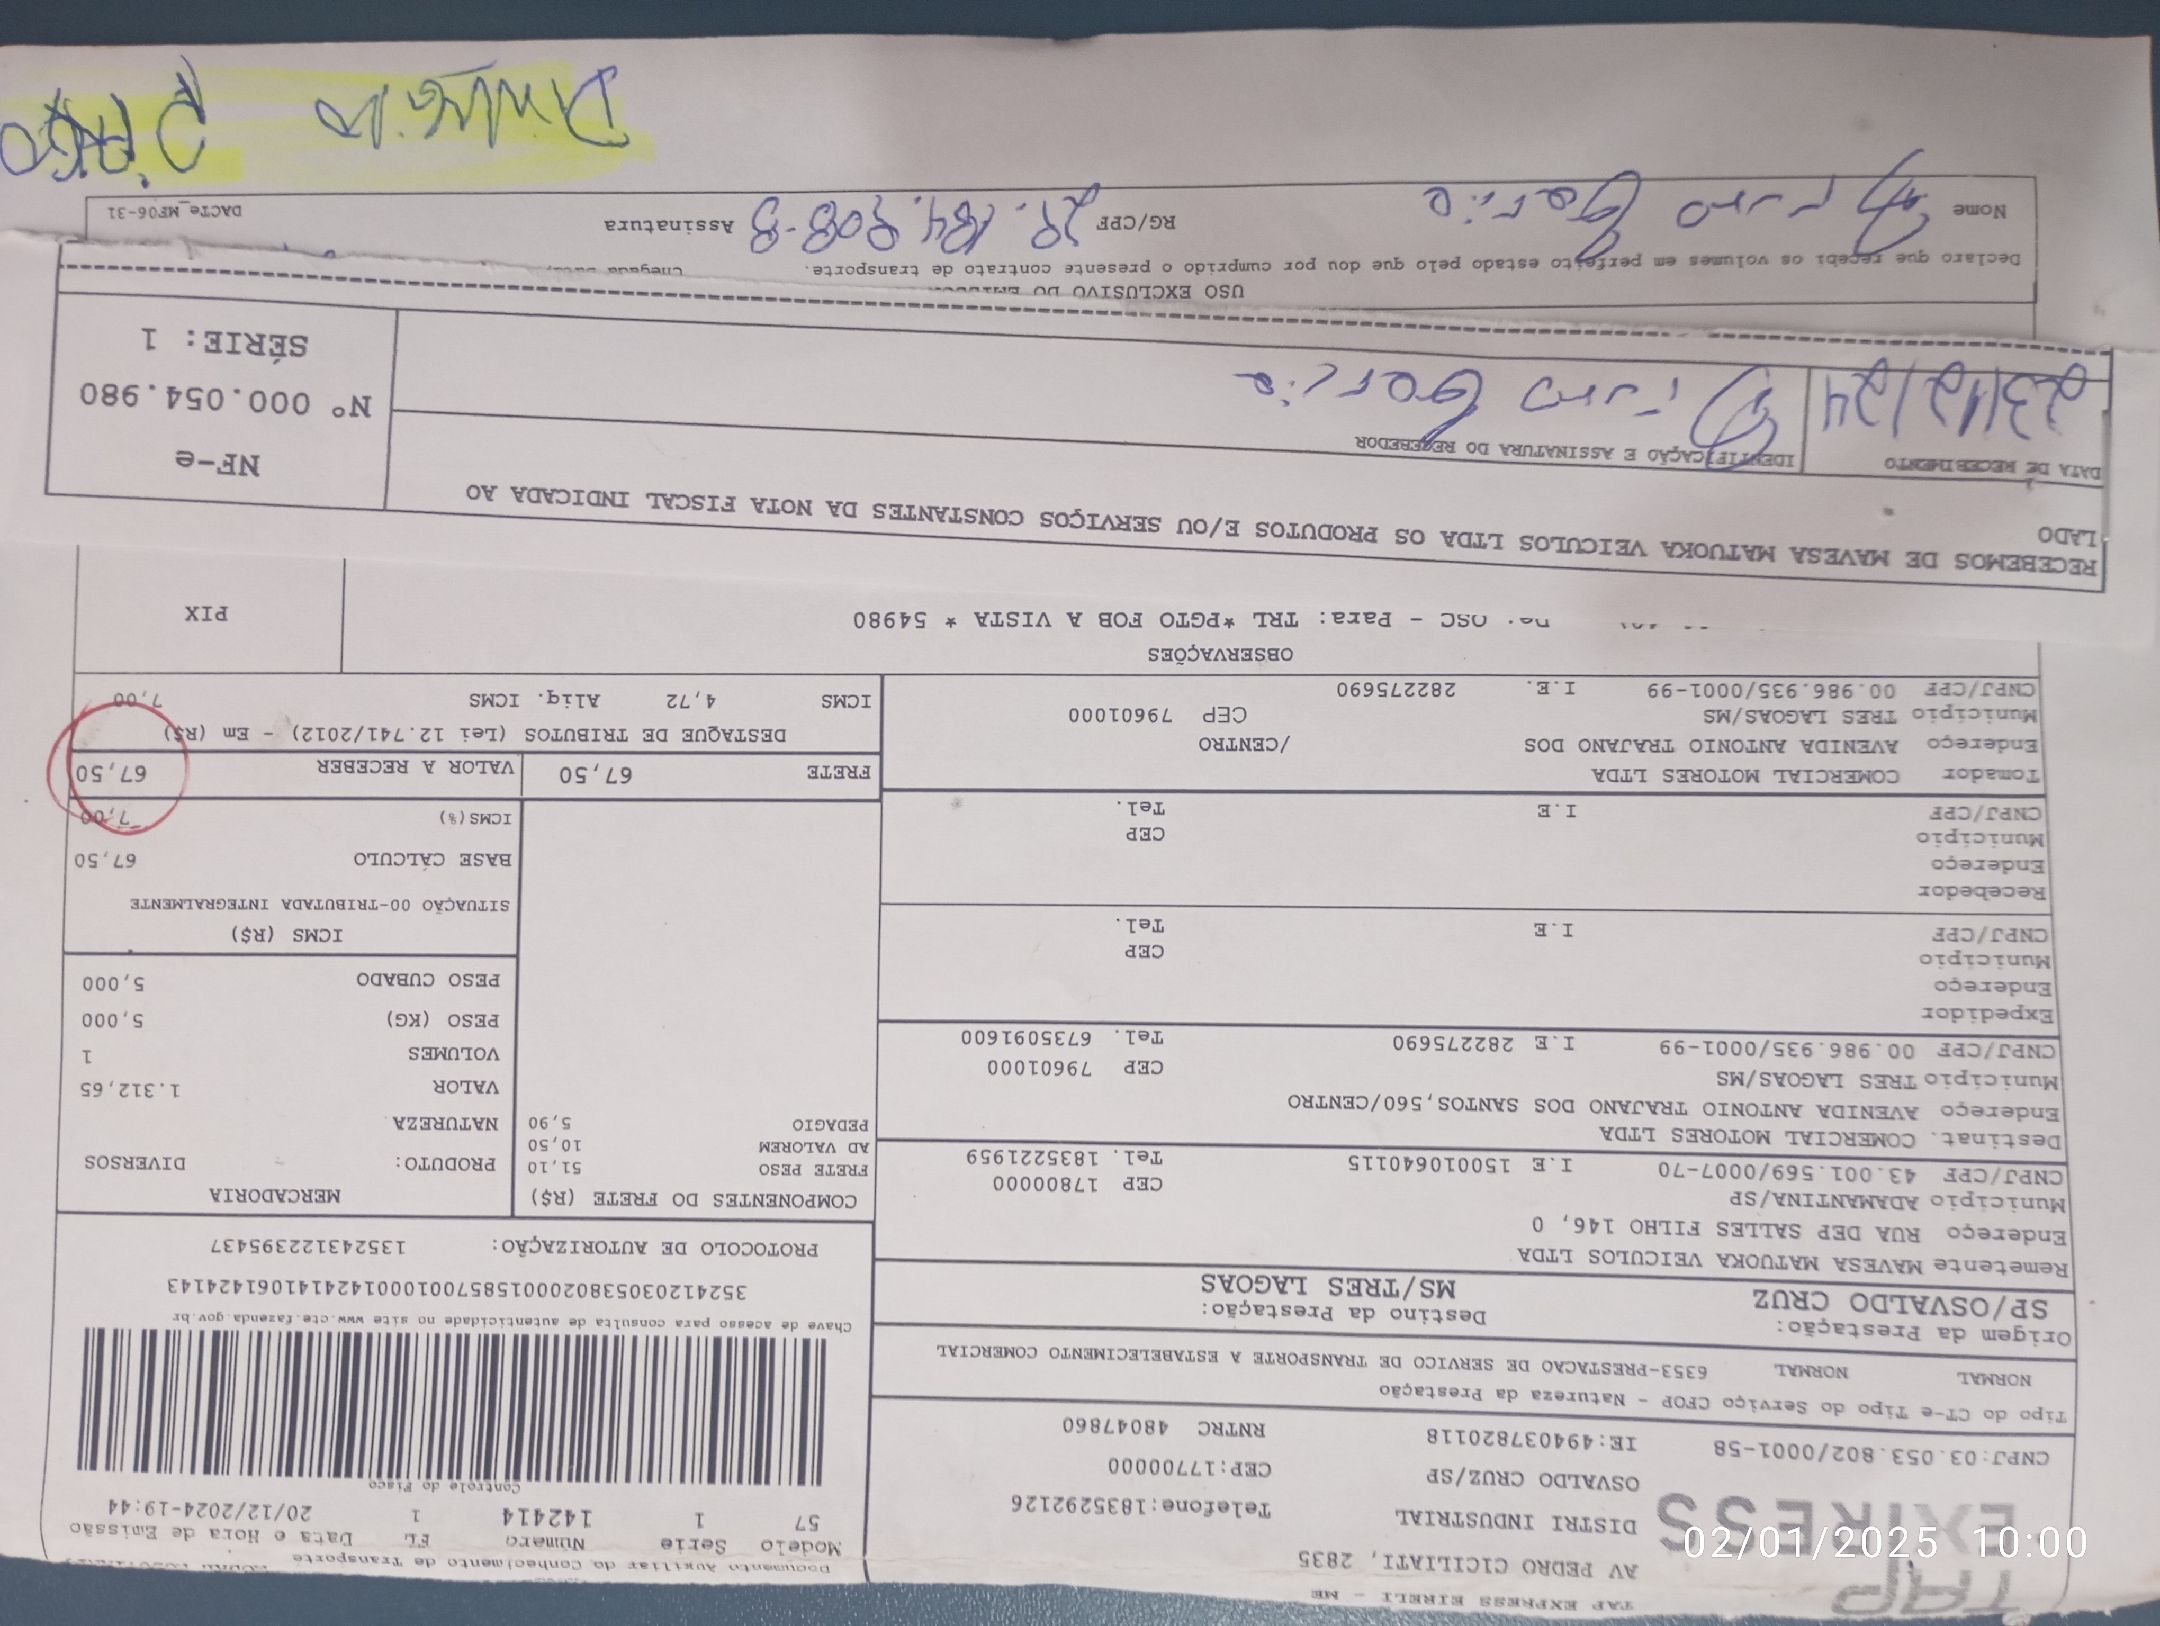 TAP EXPRESS EIRELI - ME
TAP
EXPRESS
AV PEDRO CICILIATI, 2835
DISTRI INDUSTRIAL
Telefone:1835292126
OSVALDO CRUZ/SP
CEP:17700000
CNPJ:03.053.802/0001-58 IE:494037820118 RNTRC 48047860
Documento Auxiliar do Conhecimento de Transporte
Modelo Serie Número FL Data e Hora de Emissão
57 1 142414 1 20/12/2024-19:44
Controle do Fisco
Chave de acesso para consulta de autenticidade no site www.cte.fazenda.gov.br
35241203053802000158570010001424141061424143
PROTOCOLO DE AUTORIZAÇÃO: 135243122395437
Tipo do CT-e Tipo do Serviço CFOP - Natureza da Prestação
NORMAL NORMAL 6353-PRESTACAO DE SERVICO DE TRANSPORTE A ESTABELECIMENTO COMERCIAL
Origem da Prestação: Destino da Prestação:
SP/OSVALDO CRUZ MS/TRES LAGOAS
Remetente MAVESA MATUOKA VEICULOS LTDA
Endereço RUA DEP SALLES FILHO 146, 0
Município ADAMANTINA/SP CEP 17800000
CNPJ/CPF 43.001.569/0007-70 I.E 150010640115 Tel. 1835221959
Destinat. COMERCIAL MOTORES LTDA
Endereço AVENIDA ANTONIO TRAJANO DOS SANTOS,560/CENTRO
Município TRES LAGOAS/MS CEP 79601000
CNPJ/CPF 00.986.935/0001-99 I.E 282275690 Tel. 6735091600
Expedidor
Endereço
Município CEP
CNPJ/CPF I.E Tel.
Recebedor
Endereço
Município CEP
CNPJ/CPF I.E Tel.
Tomador COMERCIAL MOTORES LTDA
Endereço AVENIDA ANTONIO TRAJANO DOS /CENTRO
Município TRES LAGOAS/MS CEP 79601000
CNPJ/CPF 00.986.935/0001-99 I.E. 282275690
COMPONENTES DO FRETE (R$)
FRETE PESO 51,10
AD VALOREM 10,50
PEDAGIO 5,90
MERCADORIA
PRODUTO: DIVERSOS
NATUREZA.
VALOR 1.312,65
VOLUMES 1
PESO (KG) 5,000
PESO CUBADO 5,000
ICMS (R$)
SITUAÇÃO 00-TRIBUTADA INTEGRALMENTE
BASE CÁLCULO 67,50
ICMS(%) 7,00
FRETE 67,50 VALOR A RECEBER 67,50
DESTAQUE DE TRIBUTOS (Lei 12.741/2012) - Em (R$)
ICMS 4,72 Aliq. ICMS 7,00
OBSERVAÇÕES
OSC - Para: TRL *PGTO FOB A VISTA * 54980
PIX
RECEBEMOS DE MAVESA MATUOKA VEICULOS LTDA OS PRODUTOS E/OU SERVIÇOS CONSTANTES DA NOTA FISCAL INDICADA AO
LADO
NF-e
Nº 000.054.980
SÉRIE: 1
DATA DE RECEBIMENTO
23/12/24
IDENTIFICAÇÃO E ASSINATURA DO RECEBEDOR
Bruno Garcia
USO EXCLUSIVO DO
Declaro que recebi os volumes em perfeito estado pelo que dou por cumprido o presente contrato de transporte.
Nome Bruno Garcia
RG/CPF
Assinatura
DACTe_MF06-31
02/01/2025 10:00